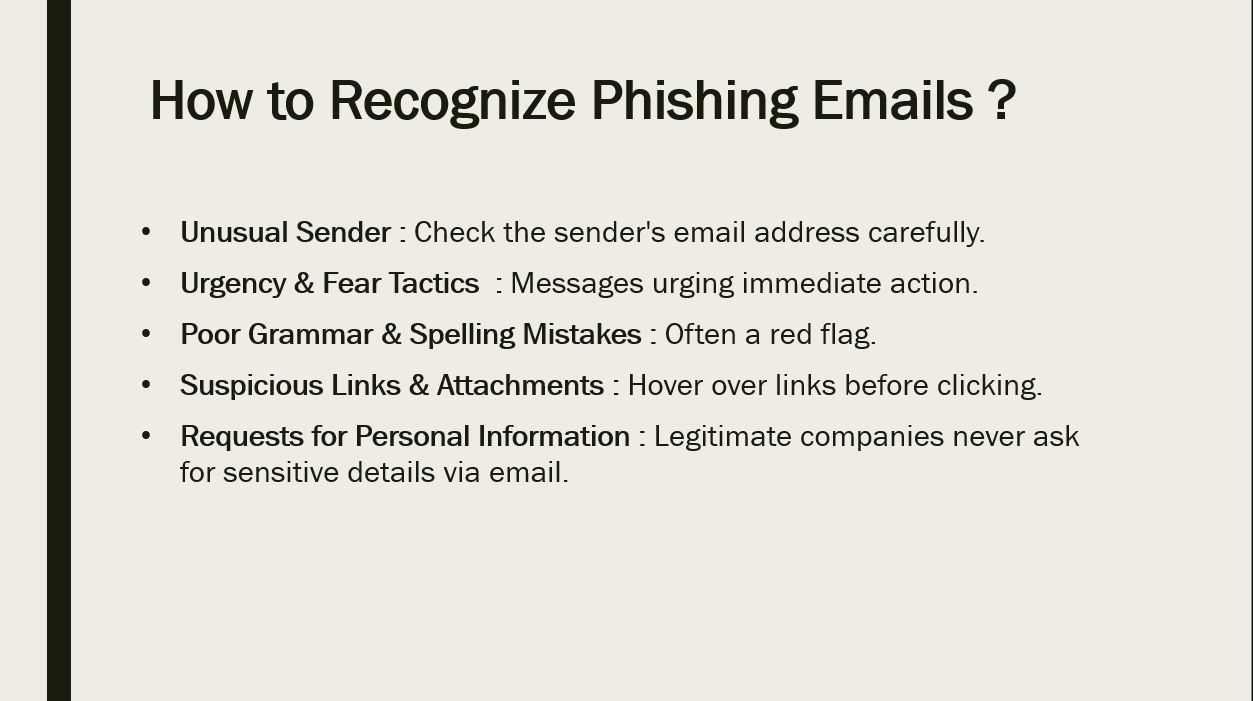 How to Recognize Phishing Emails ?
• Unusual Sender : Check the sender's email address carefully.
• Urgency & Fear Tactics  : Messages urging immediate action.
• Poor Grammar & Spelling Mistakes : Often a red flag.
• Suspicious Links & Attachments : Hover over links before clicking.
• Requests for Personal Information : Legitimate companies never ask
for sensitive details via email.